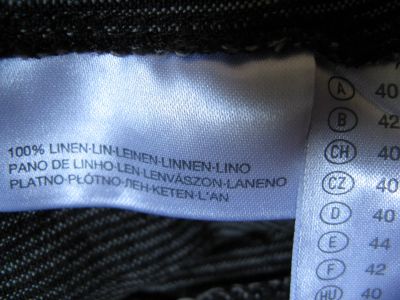 100% LINEN·LIN·LEINEN·LINNEN·LINO
PANO DE LINHO·LEN·LENVÁSZON·LANENO
PLATNO·PŁÓTNO·ЛЕН·KETEN·L'AN
A 40
B 42
CH 40
CZ 40
D 40
E 44
F 42
HU 40